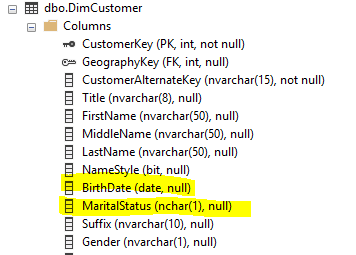 dbo.DimCustomer
Columns
CustomerKey (PK, int, not null)
GeographyKey (FK, int, null)
CustomerAlternateKey (nvarchar(15), not null)
Title (nvarchar(8), null)
FirstName (nvarchar(50), null)
MiddleName (nvarchar(50), null)
LastName (nvarchar(50), null)
NameStyle (bit, null)
BirthDate (date, null)
MaritalStatus (nchar(1), null)
Suffix (nvarchar(10), null)
Gender (nvarchar(1), null)